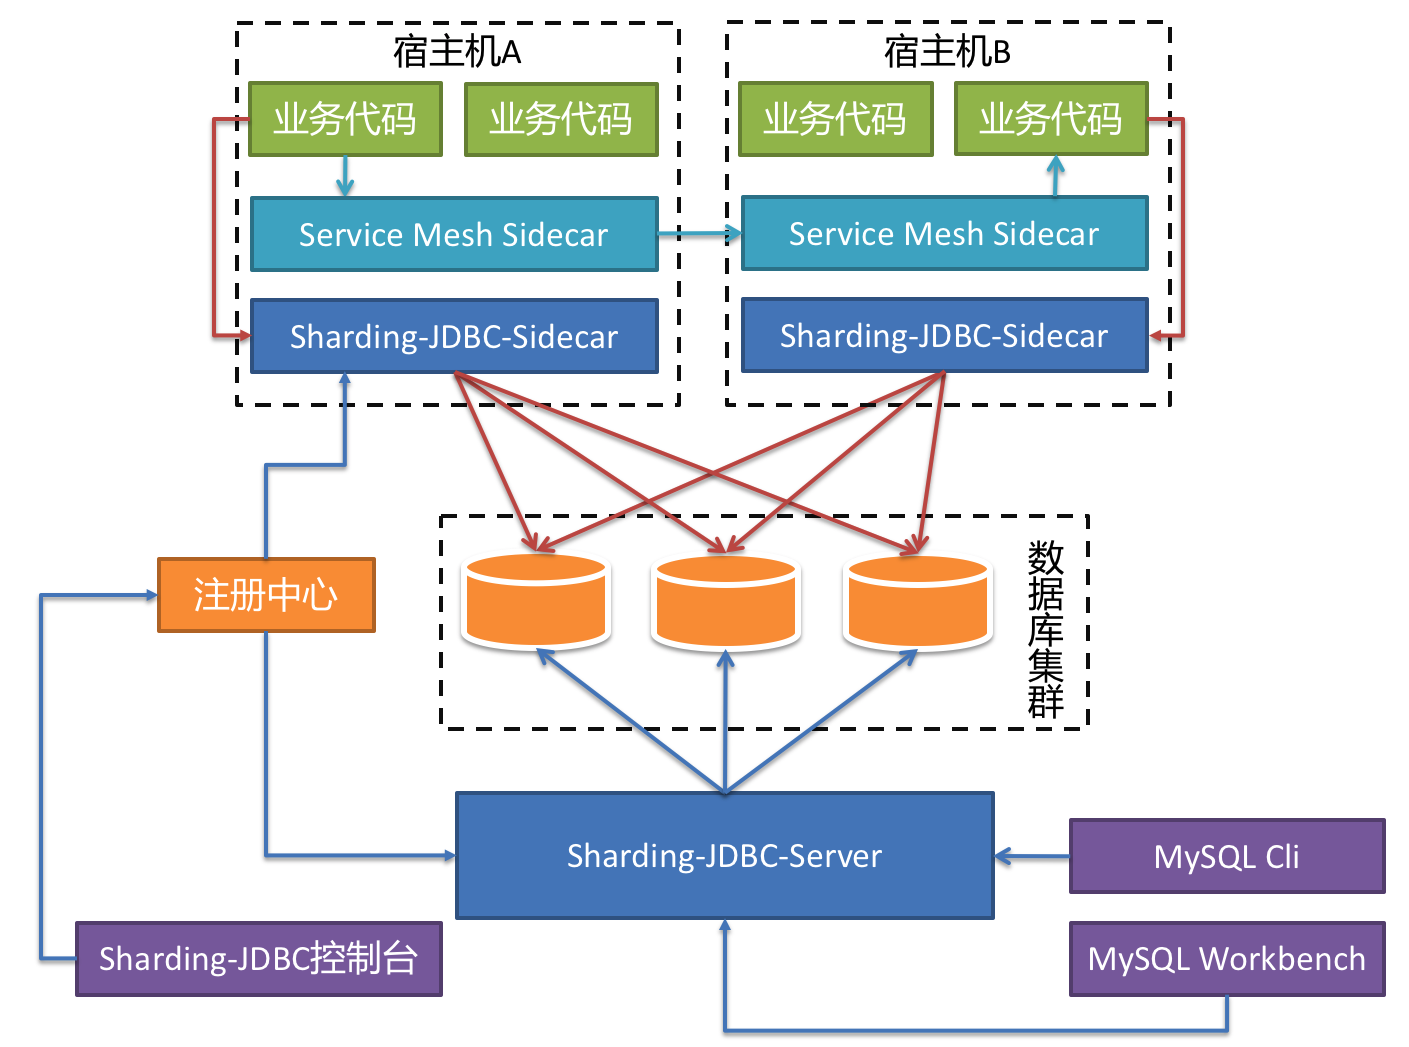 宿主机A
宿主机B
业务代码
业务代码
业务代码
业务代码
Service Mesh Sidecar
Service Mesh Sidecar
Sharding-JDBC-Sidecar
Sharding-JDBC-Sidecar
数据库集群
注册中心
Sharding-JDBC-Server
MySQL Cli
Sharding-JDBC控制台
MySQL Workbench